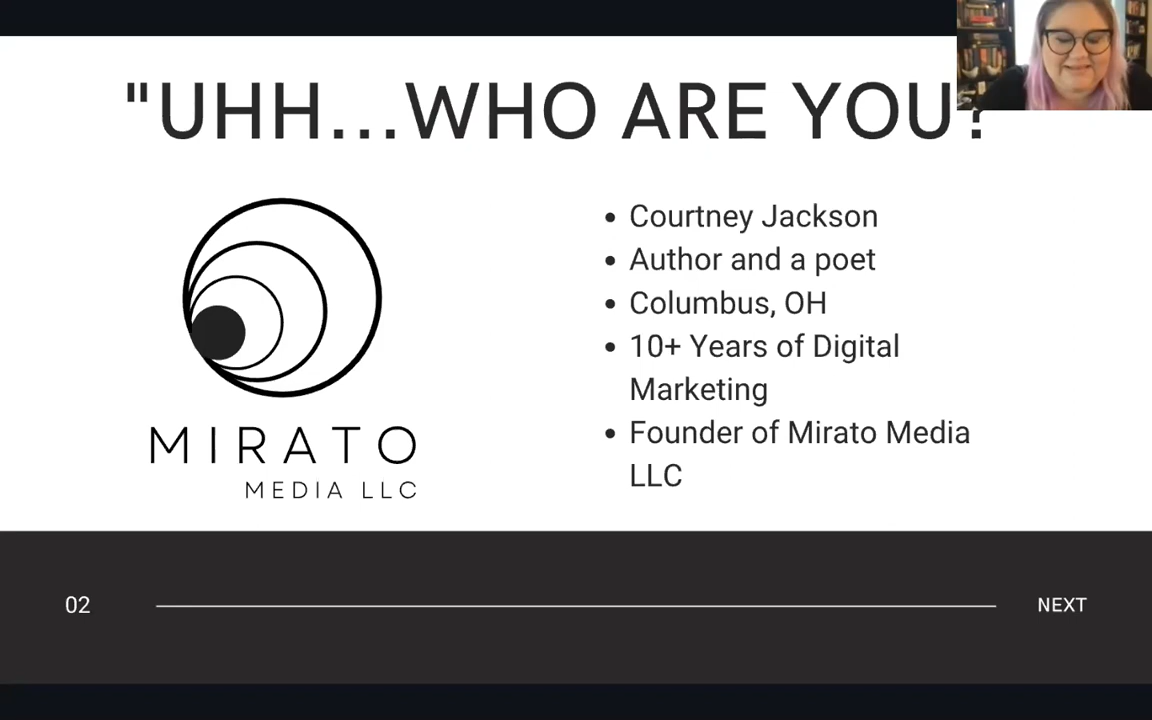 "UHH...WHO ARE YOU?
MIRATO
MEDIA LLC
• Courtney Jackson
• Author and a poet
• Columbus, OH
• 10+ Years of Digital
Marketing
• Founder of Mirato Media
LLC
02
NEXT